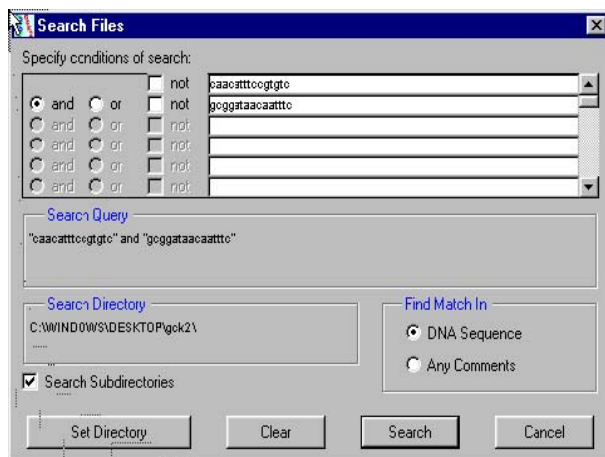 Search Files
Specify conditions of search:
not caacatttccgtgtc
and or not gcggataacaatttc
and or not
and or not
and or not
and or not
Search Query
"caacatttccgtgtc" and "gcggataacaatttc"
Search Directory
C:\WINDOWS\DESKTOP\gck2\
Find Match In
DNA Sequence
Any Comments
Search Subdirectories
Set Directory Clear Search Cancel